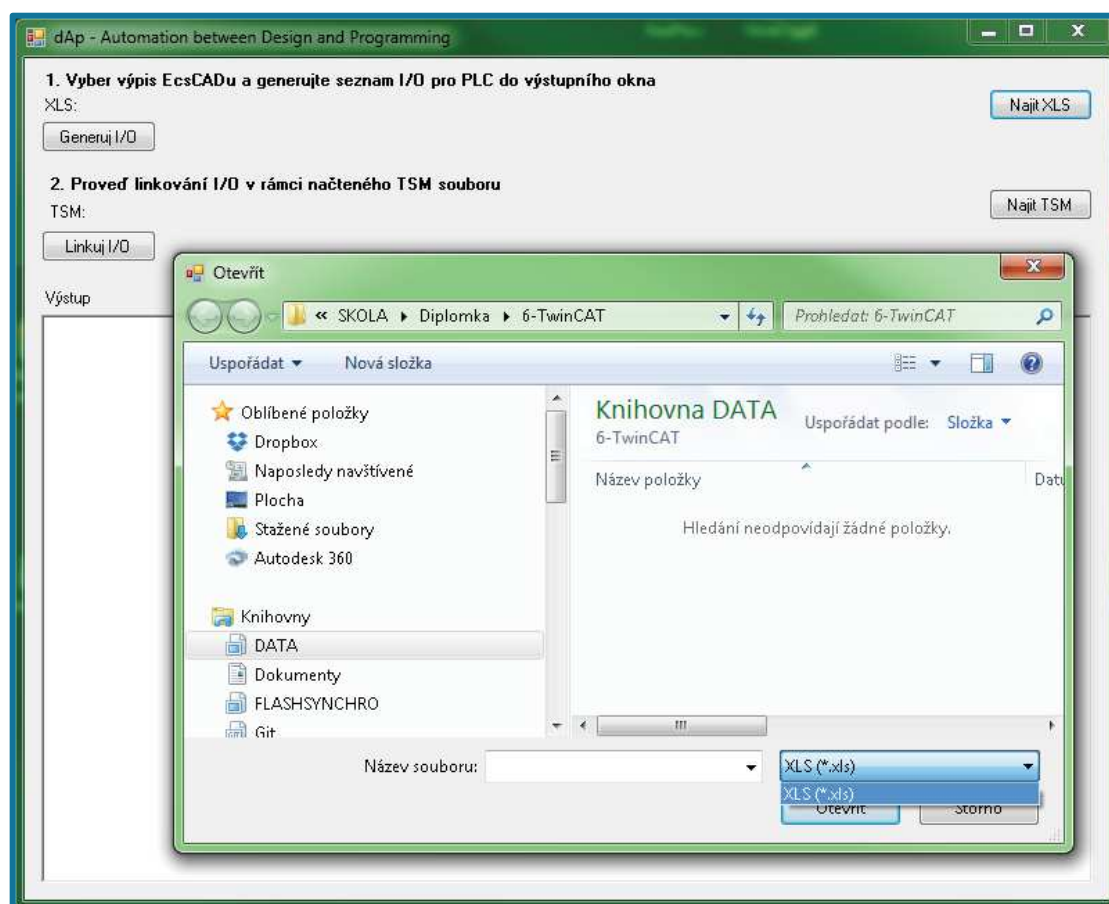 dAp - Automation between Design and Programming
1. Vyber výpis EcsCADu a generujte seznam I/O pro PLC do výstupního okna
XLS:
Najit XLS
Generuj I/O
2. Proveď linkování I/O v rámci načteného TSM souboru
TSM:
Najit TSM
Linkuj I/O
Výstup
Otevřít
« SKOLA ▸ Diplomka ▸ 6-TwinCAT
Prohledat: 6-TwinCAT
Uspořádat
Nová složka
Oblíbené položky
Dropbox
Naposledy navštívené
Plocha
Stažené soubory
Autodesk 360
Knihovny
DATA
Dokumenty
FLASHSYNCHRO
Git
Knihovna DATA
6-TwinCAT
Uspořádat podle: Složka
Název položky
Datu
Hledání neodpovídají žádné položky.
Název souboru:
XLS (*.xls)
XLS (*.xls)
Otevřít
Storno